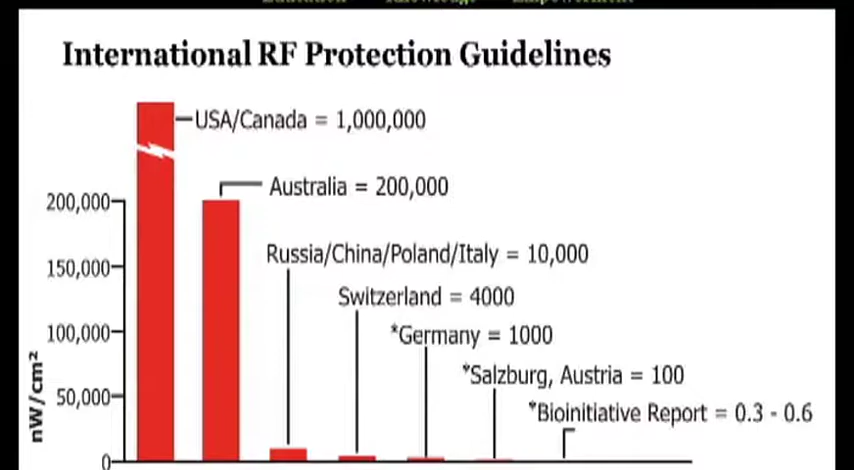 International RF Protection Guidelines
USA/Canada = 1,000,000
Australia = 200,000
200,000
Russia/China/Poland/Italy = 10,000
150,000
Switzerland = 4000
100,000
*Germany = 1000
*Salzburg, Austria = 100
50,000
*Bioinitiative Report = 0.3 - 0.6
nW/cm²
0